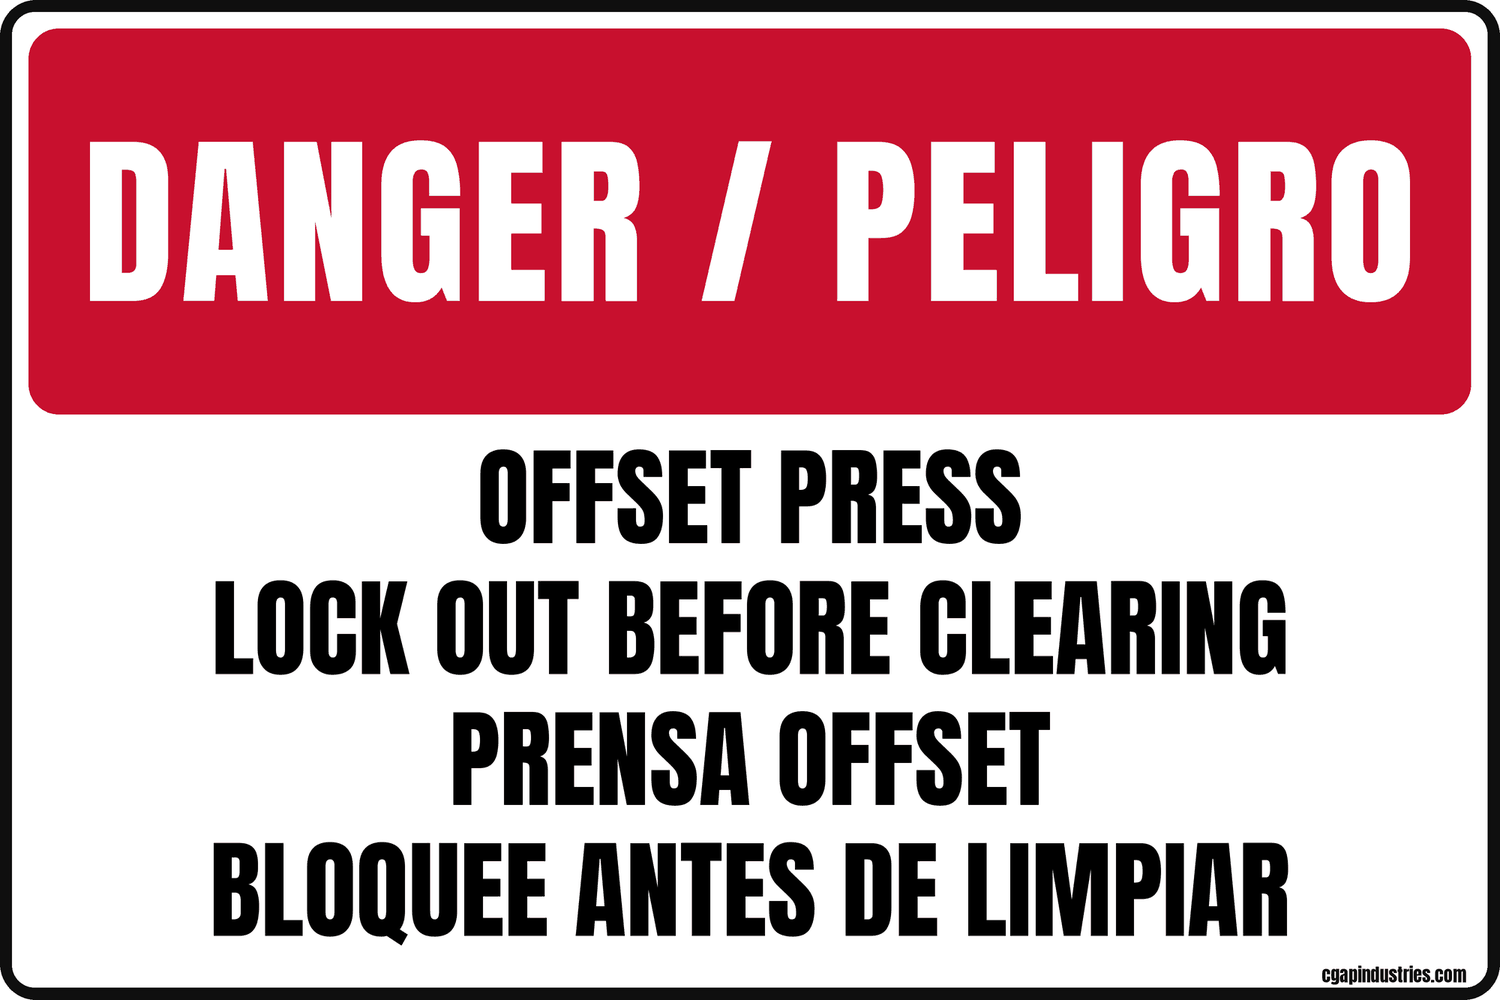 DANGER / PELIGRO
OFFSET PRESS
LOCK OUT BEFORE CLEARING
PRENSA OFFSET
BLOQUEE ANTES DE LIMPIAR
cgapindustries.com